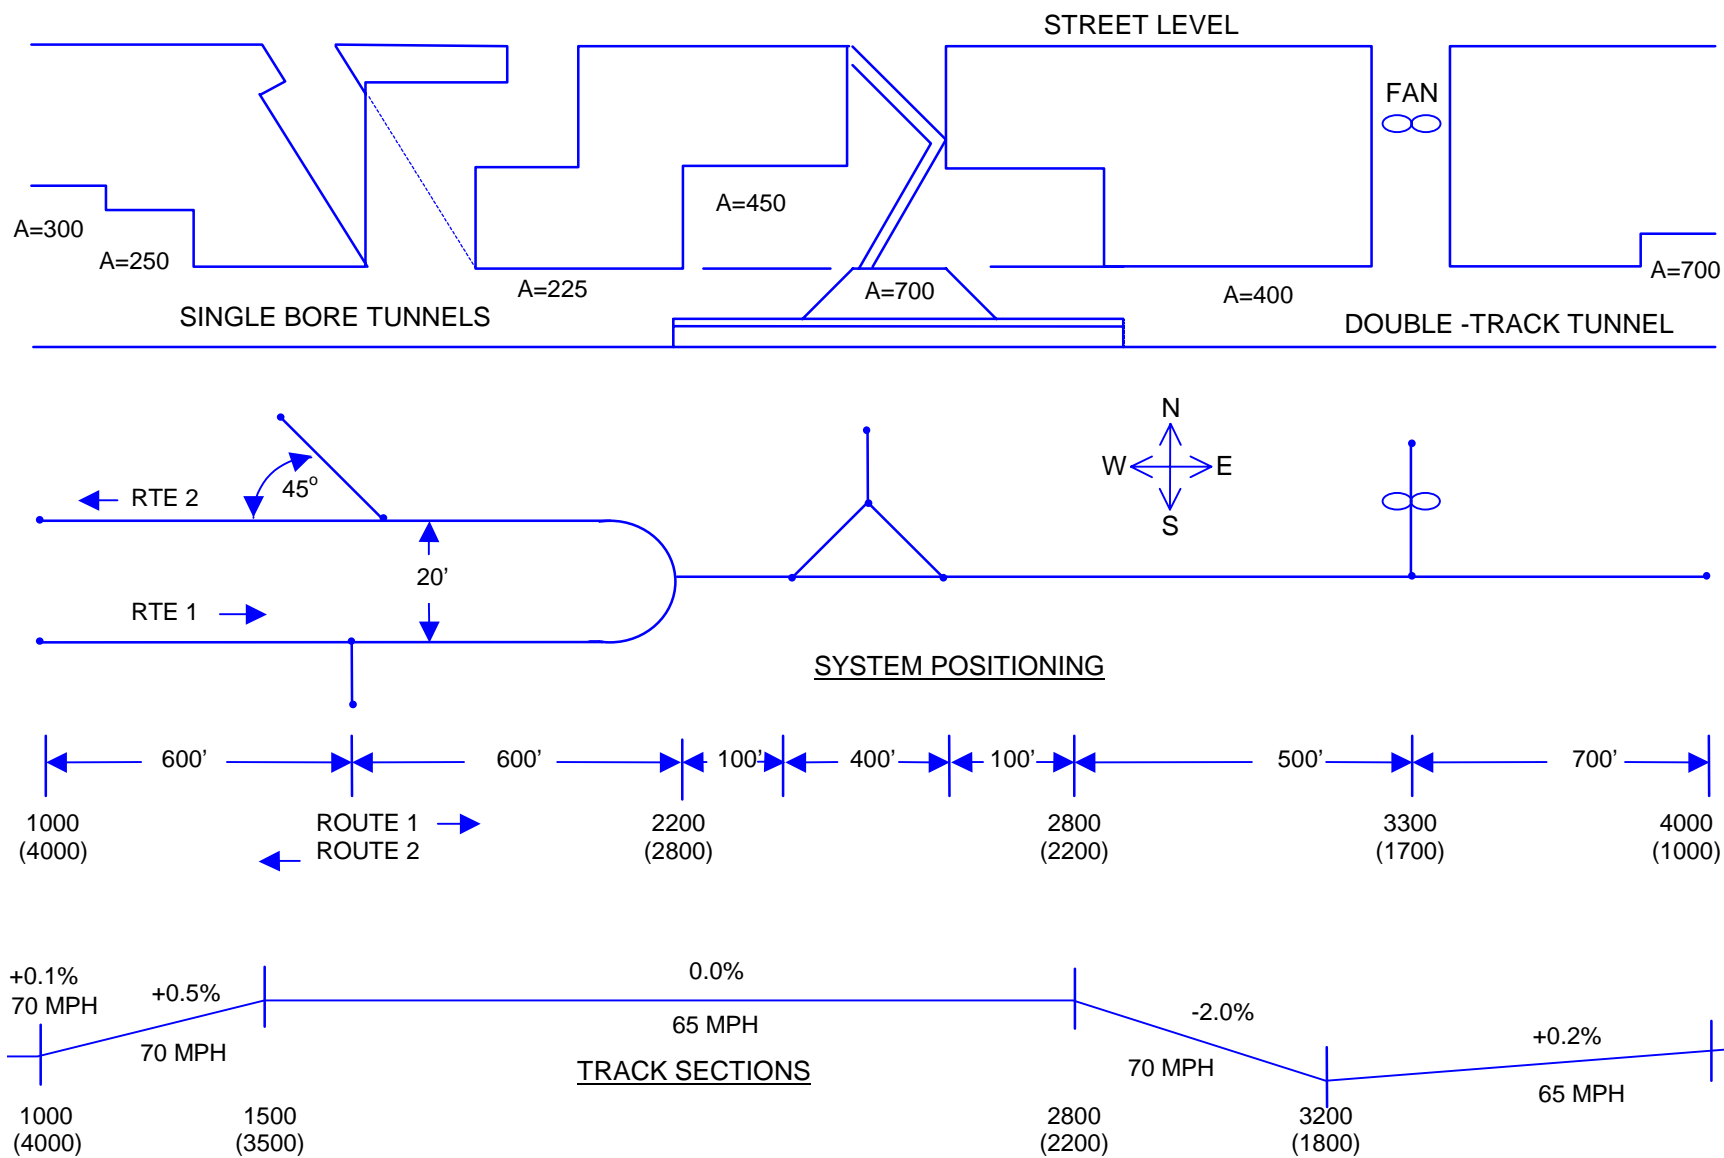 STREET LEVEL
FAN
A=300
A=250
A=225
A=450
A=700
A=400
A=700
SINGLE BORE TUNNELS
DOUBLE -TRACK TUNNEL
N
W E
S
45o
RTE 2
20’
RTE 1
SYSTEM POSITIONING
600’ 600’ 100’ 400’ 100’ 500’ 700’
1000 ROUTE 1 2200 2800 3300 4000
(4000) ROUTE 2 (2800) (2200) (1700) (1000)
+0.1%
70 MPH
+0.5%
70 MPH
0.0%
65 MPH
-2.0%
70 MPH
+0.2%
65 MPH
TRACK SECTIONS
1000 1500 2800 3200
(4000) (3500) (2200) (1800)